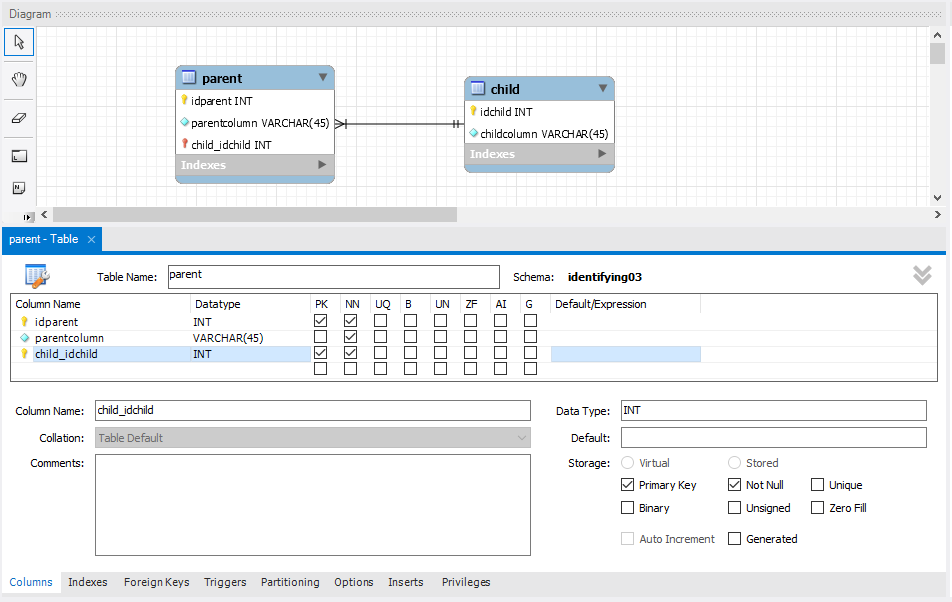 Diagram
parent
idparent INT
parentcolumn VARCHAR(45)
child_idchild INT
Indexes
child
idchild INT
childcolumn VARCHAR(45)
Indexes
parent - Table
Table Name: parent Schema: identifying03
Column Name Datatype PK NN UQ B UN ZF AI G Default/Expression
idparent INT
parentcolumn VARCHAR(45)
child_idchild INT
Column Name: child_idchild Data Type: INT
Collation: Table Default Default:
Comments: Storage: Virtual Stored
Primary Key Not Null Unique
Binary Unsigned Zero Fill
Auto Increment Generated
Columns Indexes Foreign Keys Triggers Partitioning Options Inserts Privileges